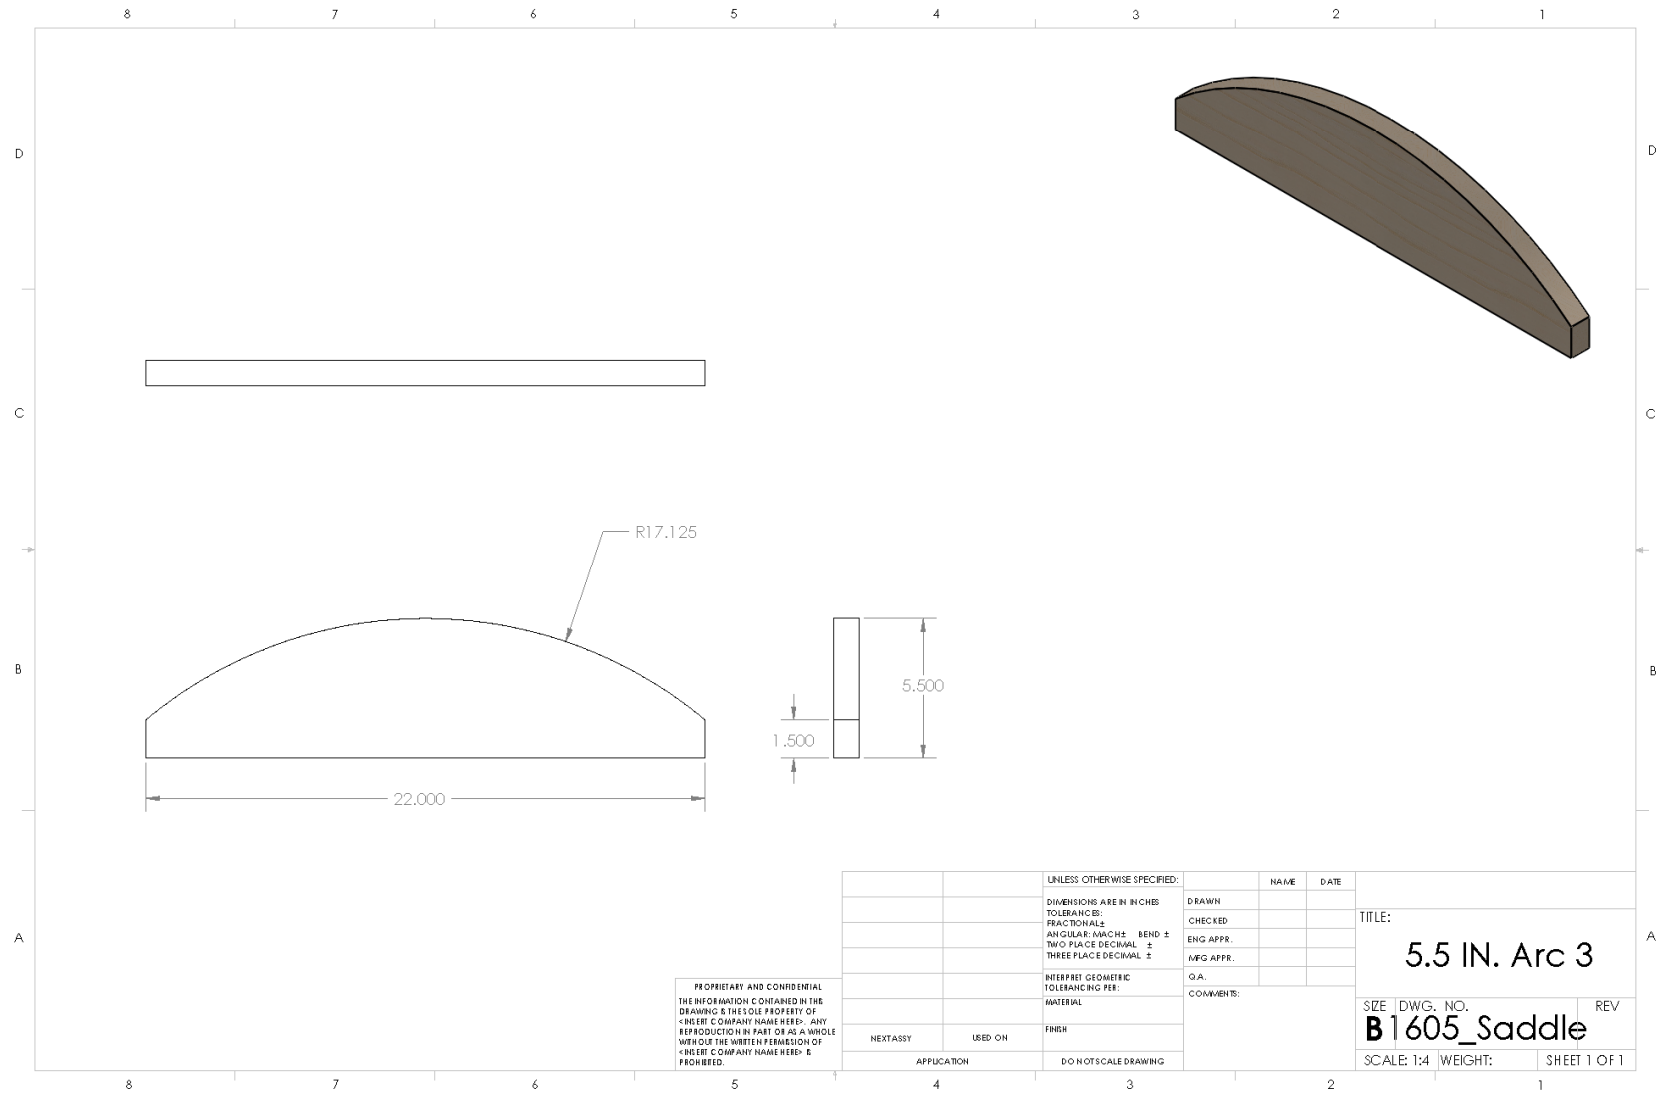 8 7 6 5 4 3 2 1
D D
C C
R17.125
B B
5.500
1.500
22.000
A A
UNLESS OTHERWISE SPECIFIED:
DIMENSIONS ARE IN INCHES
TOLERANCES:
FRACTIONAL±
ANGULAR: MACH± BEND ±
TWO PLACE DECIMAL ±
THREE PLACE DECIMAL ±
INTERPRET GEOMETRIC
TOLERANCING PER:
MATERIAL
FINISH
DO NOT SCALE DRAWING
NAME DATE
DRAWN
CHECKED
ENG APPR.
MFG APPR.
Q.A.
COMMENTS:
TITLE:
5.5 IN. Arc 3
SIZE DWG. NO. REV
B 1605_Saddle
SCALE: 1:4 WEIGHT: SHEET 1 OF 1
PROPRIETARY AND CONFIDENTIAL
THE INFORMATION CONTAINED IN THIS
DRAWING IS THE SOLE PROPERTY OF
<INSERT COMPANY NAME HERE>. ANY
REPRODUCTION IN PART OR AS A WHOLE
WITHOUT THE WRITTEN PERMISSION OF
<INSERT COMPANY NAME HERE> IS
PROHIBITED.
NEXT ASSY USED ON
APPLICATION
8 7 6 5 4 3 2 1